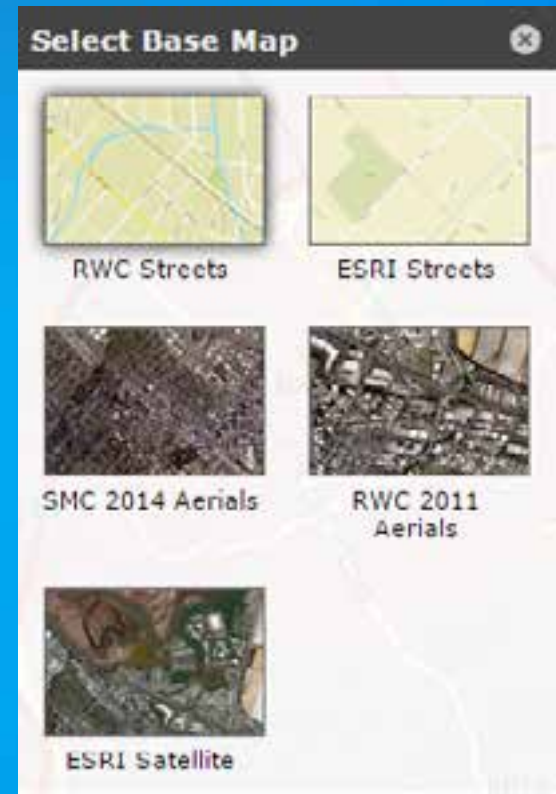 Select Base Map
RWC Streets
ESRI Streets
SMC 2014 Aerials
RWC 2011
Aerials
ESRI Satellite